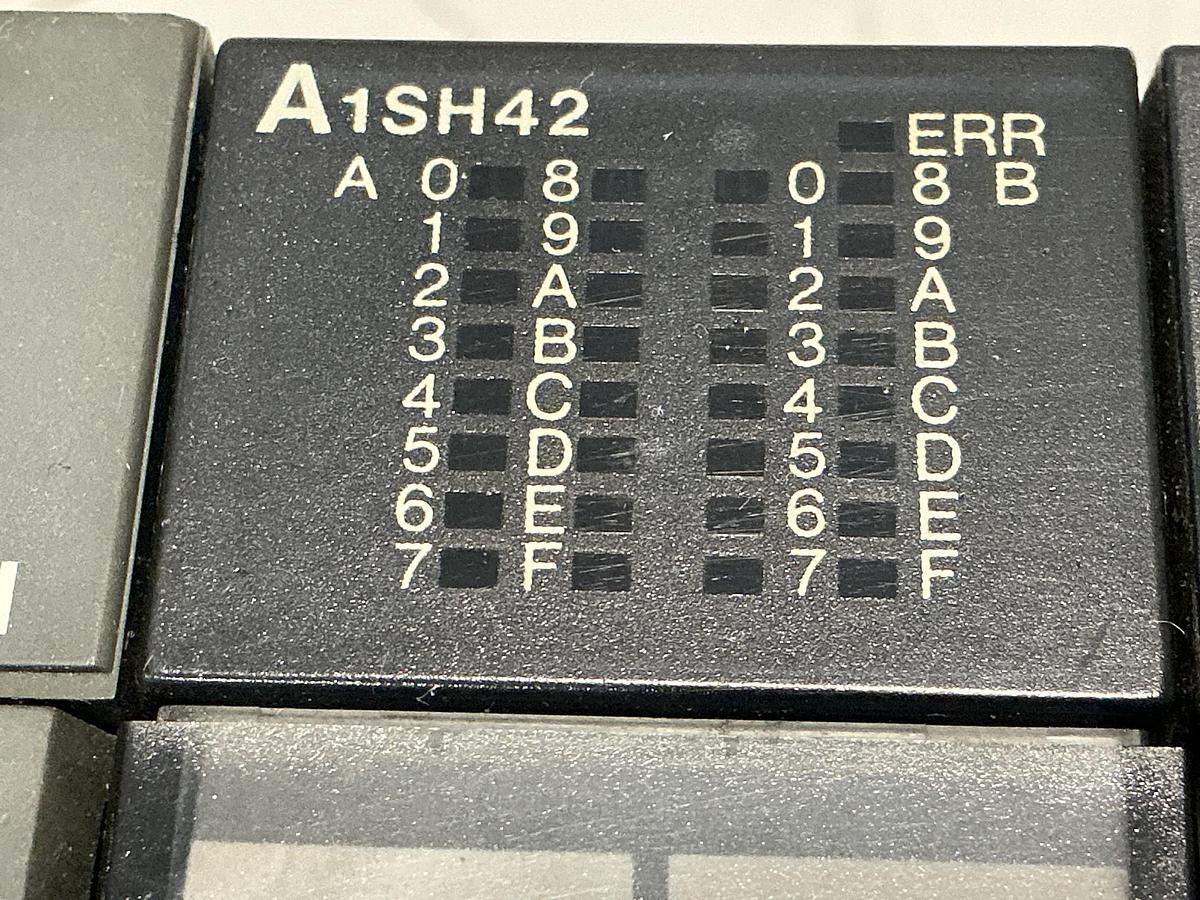 A1SH42
ERR
A 0 8 0 8 B
1 9 1 9
2 A 2 A
3 B 3 B
4 C 4 C
5 D 5 D
6 E 6 E
7 F 7 F